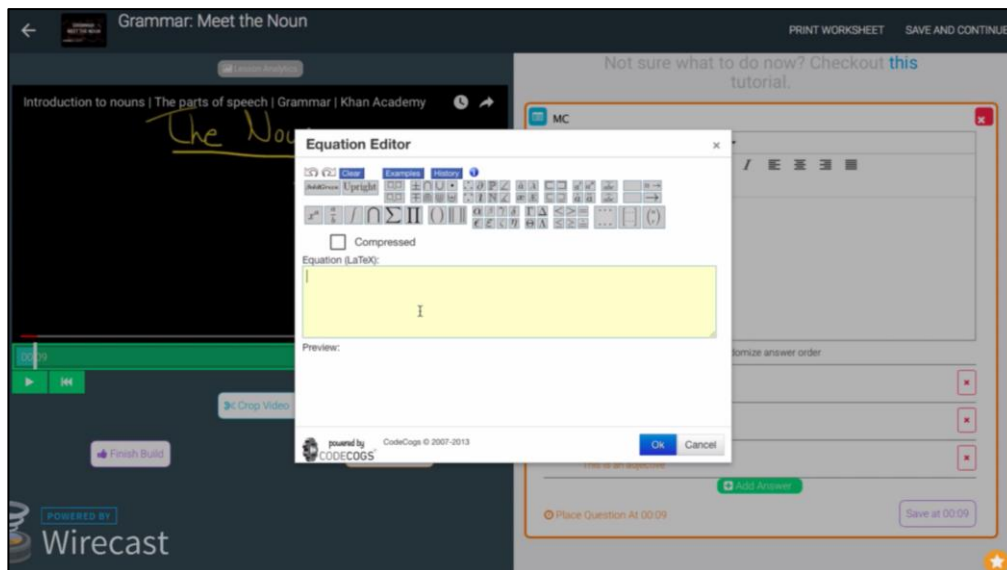 Grammar: Meet the Noun
PRINT WORKSHEET SAVE AND CONTINUE
Lesson Analytics
Not sure what to do now? Checkout this
tutorial.
Introduction to nouns | The parts of speech | Grammar | Khan Academy
The Nou
MC
Equation Editor
Clear Examples History
Upright
Compressed
Equation (LaTeX):
Preview:
00:09
domize answer order
Crop Video
Finish Build
powered by
CODECOGS
CodeCogs © 2007-2013
Ok Cancel
This is an adjective
Add Answer
Place Question At 00:09
Save at 00:09
POWERED BY
Wirecast